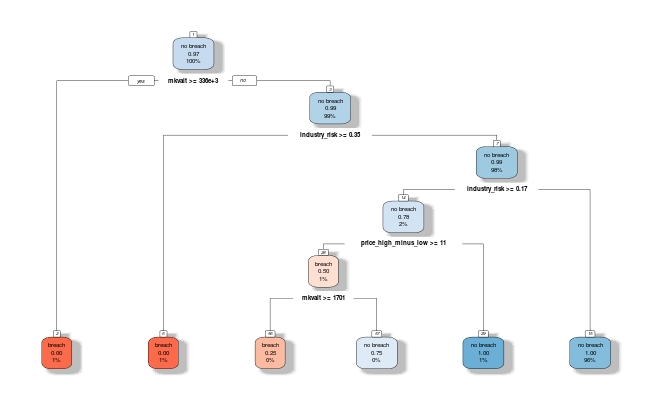 1
no breach
0.97
100%
yes
mkvalt >= 336e+3
no
3
no breach
0.99
99%
industry_risk >= 0.35
7
no breach
0.99
98%
industry_risk >= 0.17
14
no breach
0.78
2%
price_high_minus_low >= 11
28
breach
0.50
1%
mkvalt >= 1701
2
breach
0.00
1%
6
breach
0.00
1%
56
breach
0.25
0%
57
no breach
0.75
0%
29
no breach
1.00
1%
15
no breach
1.00
96%